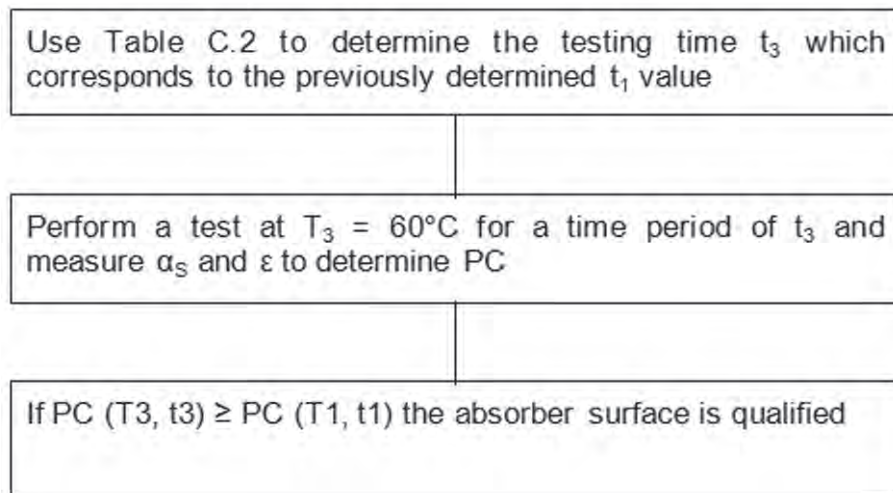 Use Table C.2 to determine the testing time t₃ which
corresponds to the previously determined t₁ value
Perform a test at T₃ = 60°C for a time period of t₃ and
measure αₛ and ε to determine PC
If PC (T3, t3) ≥ PC (T1, t1) the absorber surface is qualified